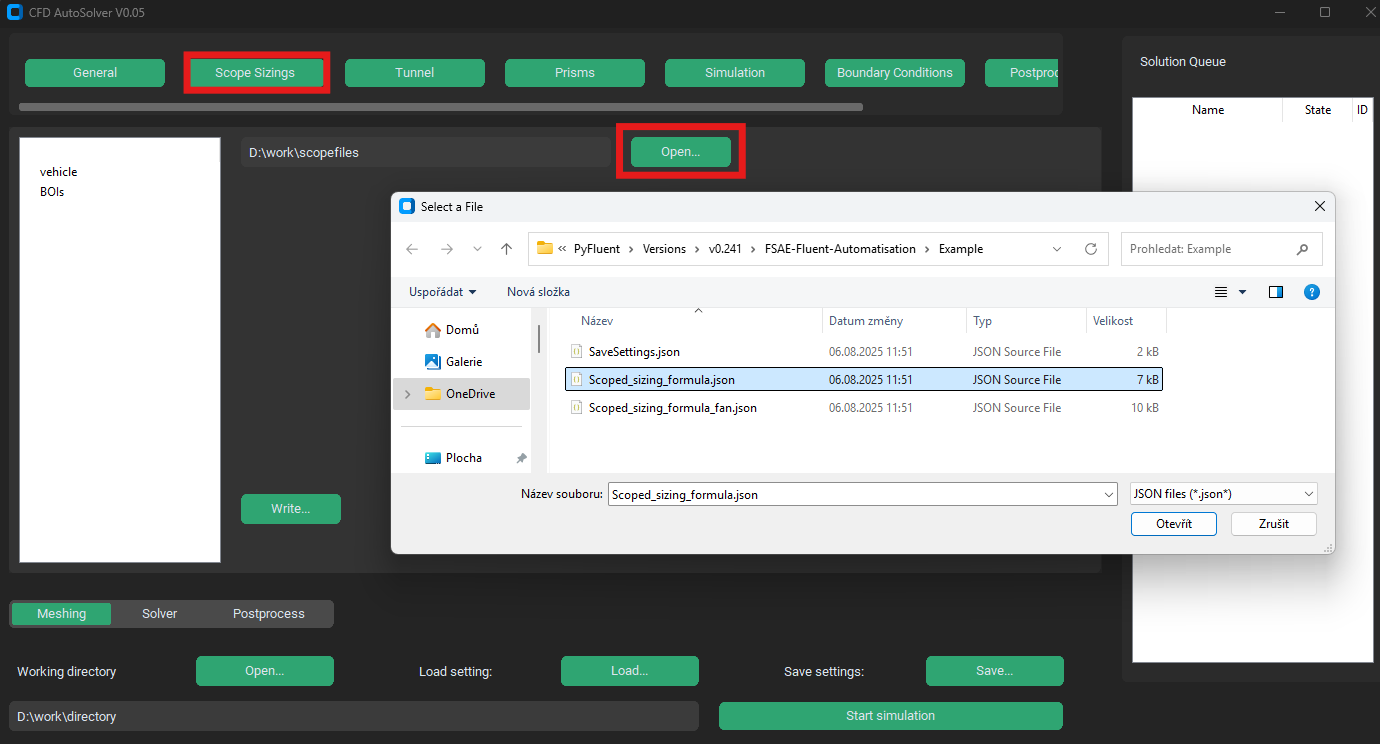 CFD AutoSolver V0.05
General
Scope Sizings
Tunnel
Prisms
Simulation
Boundary Conditions
Postproc
Solution Queue
Name State ID
vehicle
BOIs
D:\work\scopefiles
Open...
Write...
Select a File
« PyFluent › Versions › v0.241 › FSAE-Fluent-Automatisation › Example
Prohledat: Example
Uspořádat
Nová složka
Domů
Galerie
OneDrive
Plocha
Název Datum změny Typ Velikost
SaveSettings.json 06.08.2025 11:51 JSON Source File 2 kB
Scoped_sizing_formula.json 06.08.2025 11:51 JSON Source File 7 kB
Scoped_sizing_formula_fan.json 06.08.2025 11:51 JSON Source File 10 kB
Název souboru: Scoped_sizing_formula.json
JSON files (*.json*)
Otevřít
Zrušit
Meshing
Solver
Postprocess
Working directory
Open...
Load setting:
Load...
Save settings:
Save...
D:\work\directory
Start simulation